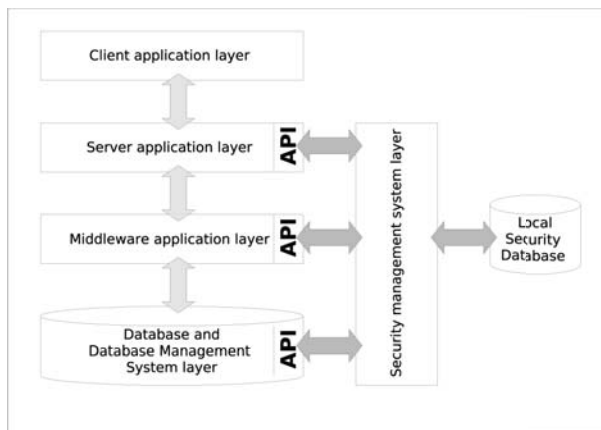 Client application layer
Server application layer
API
Middleware application layer
API
Database and
Database Management
System layer
API
Security management system layer
Local
Security
Database